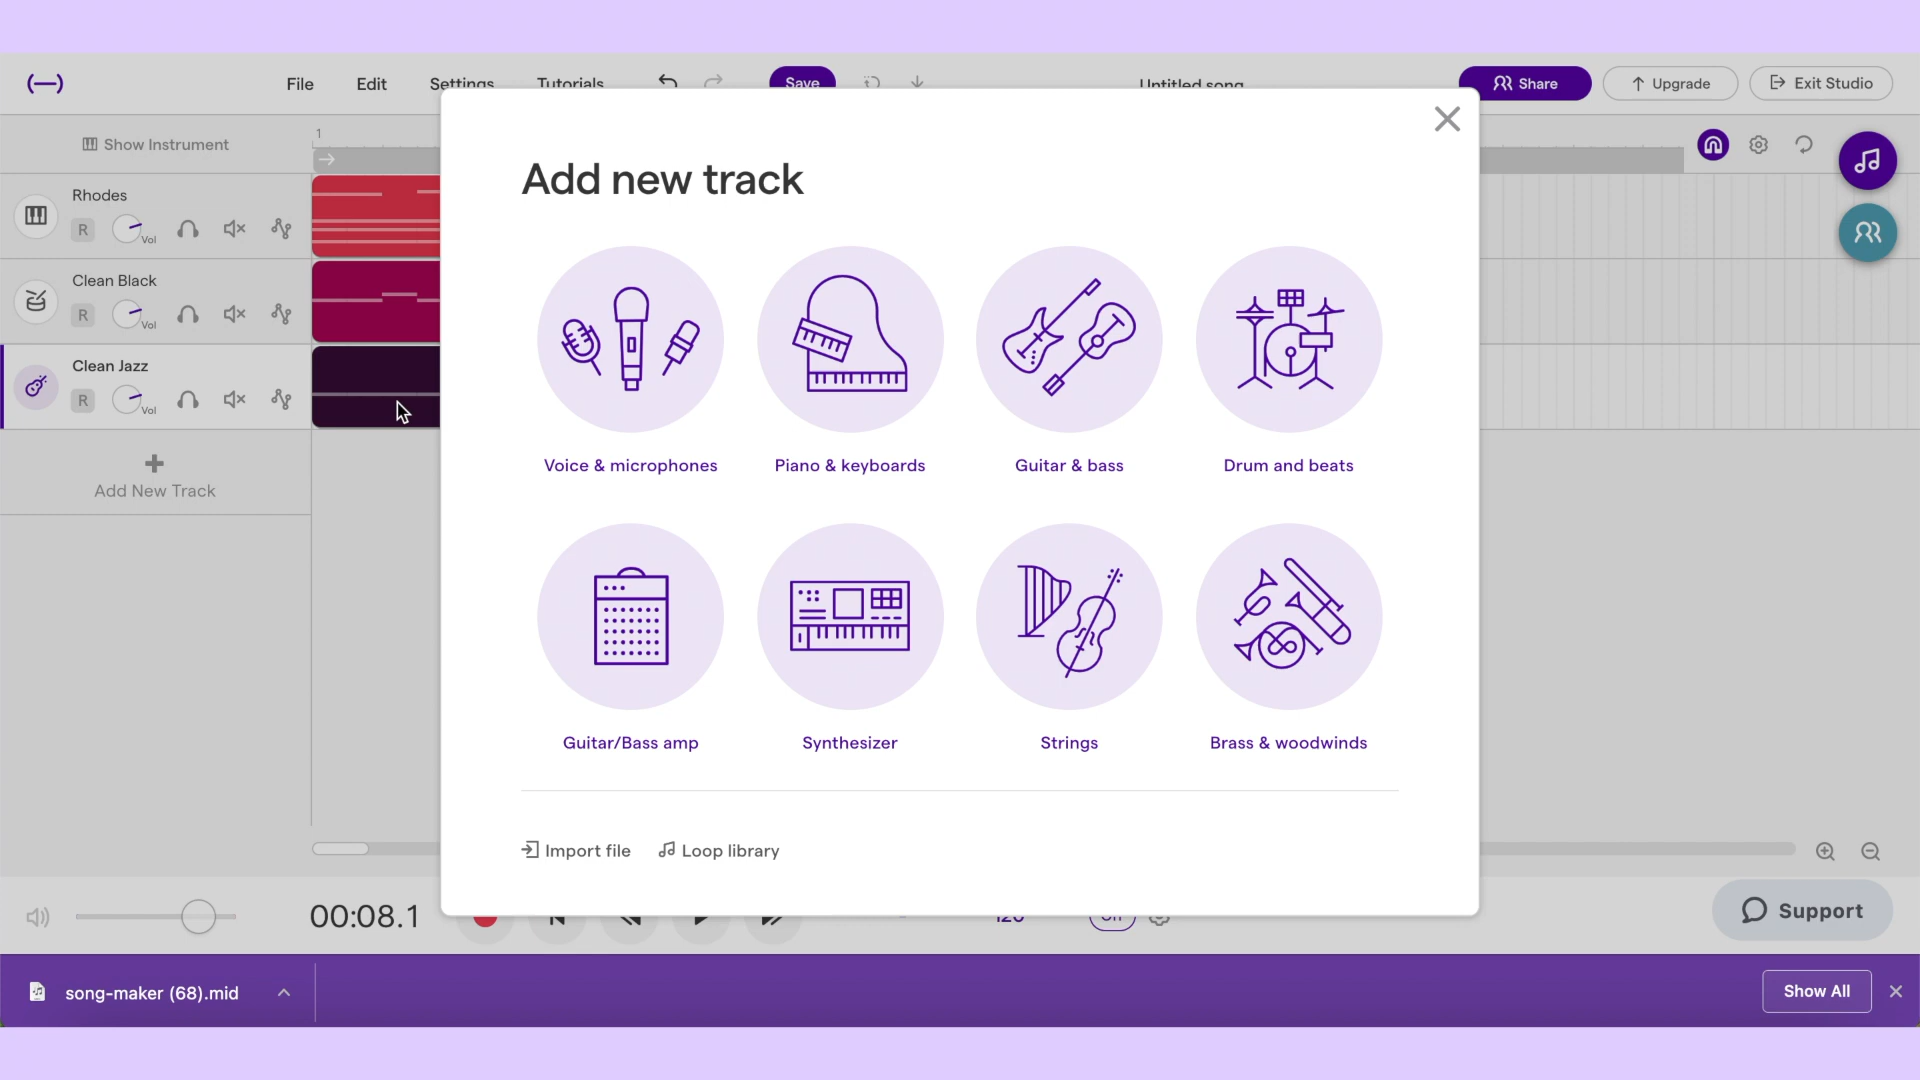 File Edit Settings Tutorials Save Untitled song Share Upgrade Exit Studio
Show Instrument
1
Rhodes
R Vol
Clean Black
R Vol
Clean Jazz
R Vol
Add New Track
Add new track
Voice & microphones
Piano & keyboards
Guitar & bass
Drum and beats
Guitar/Bass amp
Synthesizer
Strings
Brass & woodwinds
Import file
Loop library
00:08.1
120
Off
Support
song-maker (68).mid
Show All